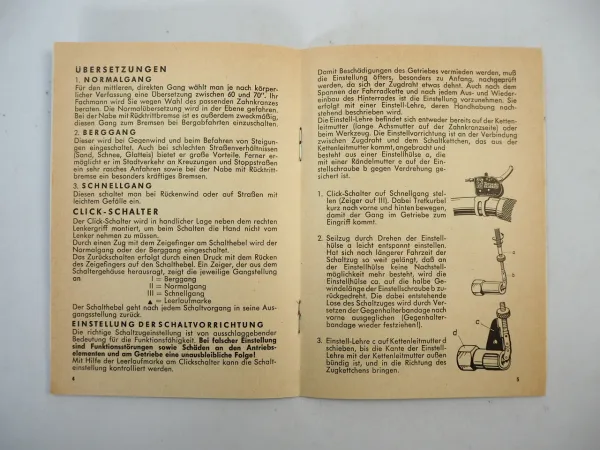 ÜBERSETZUNGEN
1. NORMALGANG
Für den mittleren, direkten Gang wählt man je nach körper-
licher Verfassung eine Übersetzung zwischen 60 und 70". Ihr
Fachmann wird Sie wegen Wahl des passenden Zahnkranzes
beraten. Die Normalübersetzung wird in der Ebene gefahren.
Bei der Nabe mit Rücktrittbremse ist es außerdem zweckmäßig,
diesen Gang zum Bremsen bei Bergabfahrten einzuschalten.
2. BERGGANG
Dieser wird bei Gegenwind und beim Befahren von Steigun-
gen eingeschaltet. Auch bei schlechten Straßenverhältnissen
(Sand, Schnee, Glatteis) bietet er große Vorteile. Ferner er-
möglicht er im Stadtverkehr an Kreuzungen und Stoppstraßen
ein sehr rasches Anfahren sowie bei der Nabe mit Rücktritt-
bremse ein besonders kräftiges Bremsen.
3. SCHNELLGANG
Diesen schaltet man bei Rückenwind oder auf Straßen mit
leichtem Gefälle ein.
CLICK-SCHALTER
Der Click-Schalter wird in handlicher Lage neben dem rechten
Lenkergriff montiert, um beim Schalten die Hand nicht vom
Lenker nehmen zu müssen.
Durch einen Zug mit dem Zeigefinger am Schalthebel wird der
Normalgang oder der Berggang eingeschaltet.
Das Zurückschalten erfolgt durch einen Druck mit dem Rücken
des Zeigefingers auf den Schalthebel. Ein Zeiger, der aus dem
Schaltergehäuse herausragt, zeigt die jeweilige Gangstellung
an
I = Berggang
II = Normalgang
III = Schnellgang
▲ = Leerlaufmarke
Der Schalthebel geht nach jedem Schaltvorgang in seine Aus-
gangsstellung zurück.
EINSTELLUNG DER SCHALTVORRICHTUNG
Die richtige Schaltzugeinstellung ist von ausschlaggebender
Bedeutung für die Funktionsfähigkeit. Bei falscher Einstellung
sind Funktionsstörungen sowie Schäden an den Antriebs-
elementen und am Getriebe eine unausbleibliche Folge!
Mit Hilfe der Leerlaufmarke am Clickschalter kann die Schalt-
einstellung kontrolliert werden.
4
Damit Beschädigungen des Getriebes vermieden werden, muß
die Einstellung öfters, besonders zu Anfang, nachgeprüft
werden, da sich der Zugdraht etwas dehnt. Auch nach dem
Spannen der Fahrradkette und nach jedem Aus- und Wieder-
einbau des Hinterrades ist die Einstellung vorzunehmen. Sie
erfolgt mit einer Einstell-Lehre, deren Handhabung nach-
stehend beschrieben wird.
Die Einstell-Lehre befindet sich entweder bereits auf der Ketten-
leitmutter (lange Achsmutter auf der Zahnkranzseite) oder
beim Werkzeug. Die Einstellvorrichtung ist an der Verbindung
zwischen Zugdraht und dem Schaltkettchen, das aus der
Kettenleitmutter kommt, angebracht und
besteht aus einer Einstellhülse a, die
mit einer Rändelmutter e auf der Ein-
stellschraube b gegen Verdrehung ge-
sichert ist.
1. Click-Schalter auf Schnellgang stel-
len (Zeiger auf III). Dabei Tretkurbel
kurz nach vorne und hinten bewegen,
damit der Gang im Getriebe zum
Eingriff kommt.
2. Seilzug durch Drehen der Einstell-
hülse a leicht entspannt einstellen.
Hat sich nach längerer Fahrzeit der
Schaltzug so weit gelängt, daß an
der Einstellhülse keine Nachstell-
möglichkeit mehr besteht, wird die
Einstellhülse ca. auf die halbe Ge-
windelänge der Einstellschraube b zu-
rückgedreht. Die dabei entstehende
Lose des Schaltzuges wird durch Ver-
setzen der Gegenhalterbandage nach
vorne ausgeglichen (Gegenhalter-
bandage wieder festziehen!).
3. Einstell-Lehre c auf Kettenleitmutter d
schieben, bis die Kante der Einstell-
Lehre mit der Kettenleitmutter außen
bündig ist, und in die Richtung des
Zugkettchens bringen.
d
c
5